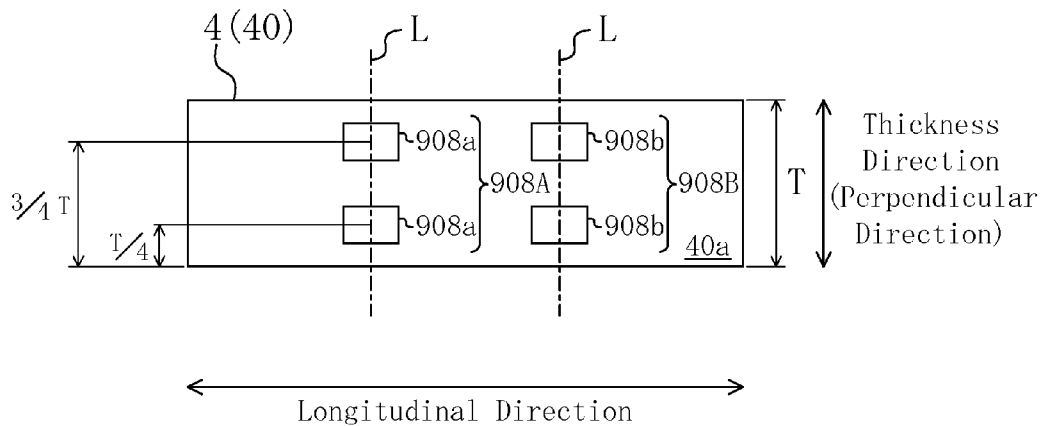 4(40)
L
L
908a
908b
908A
908B
908a
908b
40a
3/4 T
T/4
T
Thickness
Direction
(Perpendicular
Direction)
Longitudinal Direction